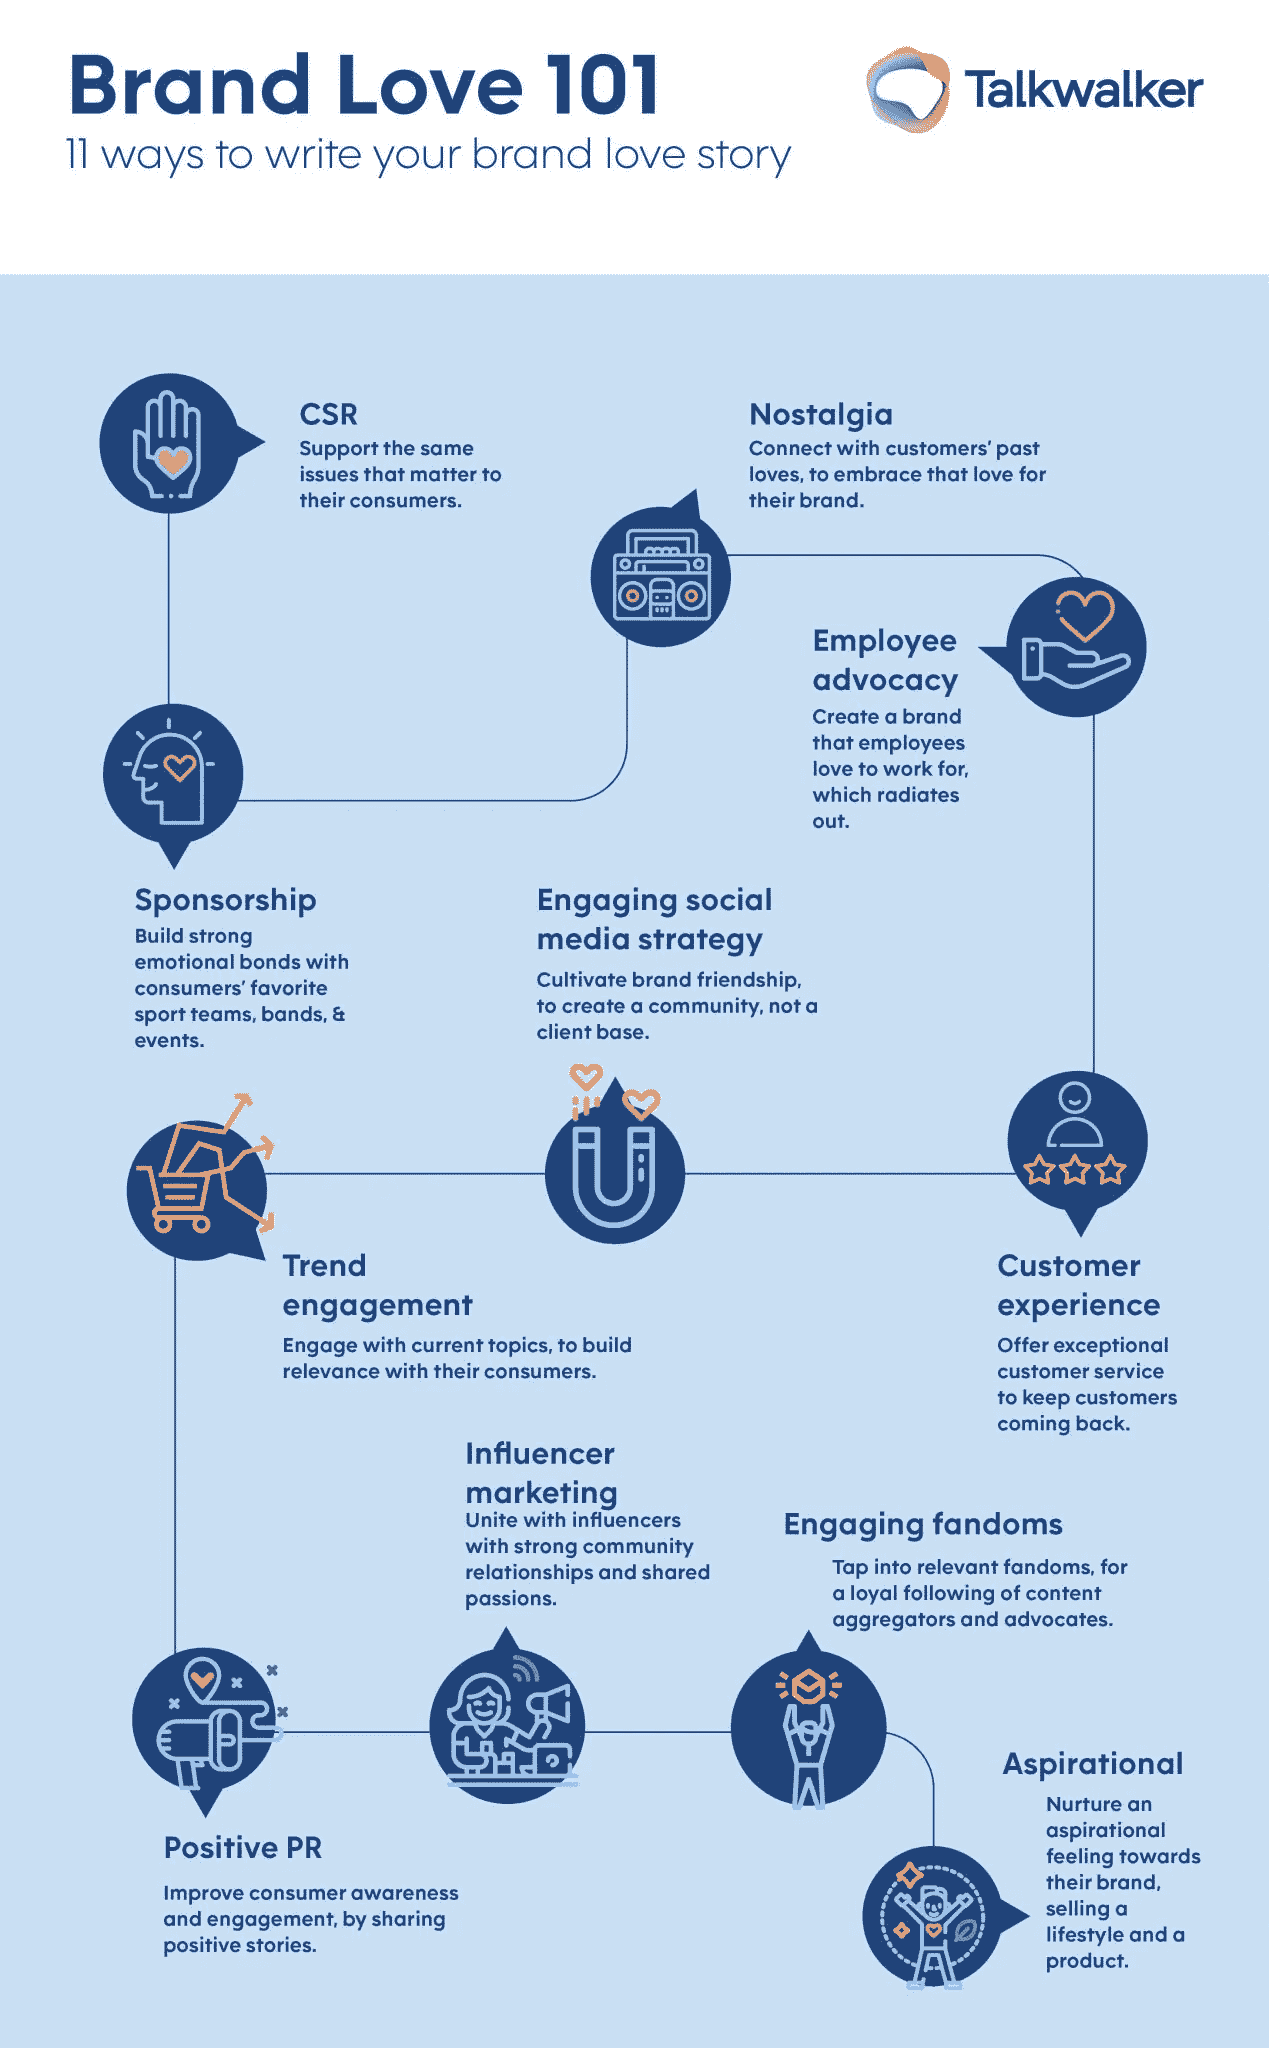 Brand Love 101
11 ways to write your brand love story
Talkwalker
CSR
Support the same
issues that matter to
their consumers.
Nostalgia
Connect with customers' past
loves, to embrace that love for
their brand.
Employee
advocacy
Create a brand
that employees
love to work for,
which radiates
out.
Sponsorship
Build strong
emotional bonds with
consumers' favorite
sport teams, bands, &
events.
Engaging social
media strategy
Cultivate brand friendship,
to create a community, not a
client base.
Trend
engagement
Engage with current topics, to build
relevance with their consumers.
Customer
experience
Offer exceptional
customer service
to keep customers
coming back.
Influencer
marketing
Unite with influencers
with strong community
relationships and shared
passions.
Engaging fandoms
Tap into relevant fandoms, for
a loyal following of content
aggregators and advocates.
Positive PR
Improve consumer awareness
and engagement, by sharing
positive stories.
Aspirational
Nurture an
aspirational
feeling towards
their brand,
selling a
lifestyle and a
product.